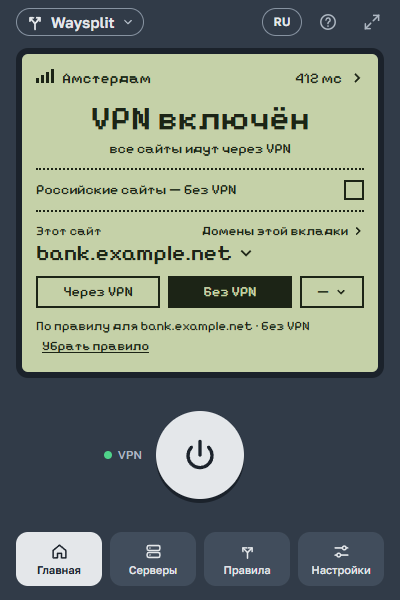 Waysplit
RU
Амстердам
412 мс
VPN включён
все сайты идут через VPN
Российские сайты — без VPN
Этот сайт
Домены этой вкладки
bank.example.net
Через VPN
Без VPN
—
По правилу для bank.example.net · без VPN
Убрать правило
VPN
Главная
Серверы
Правила
Настройки